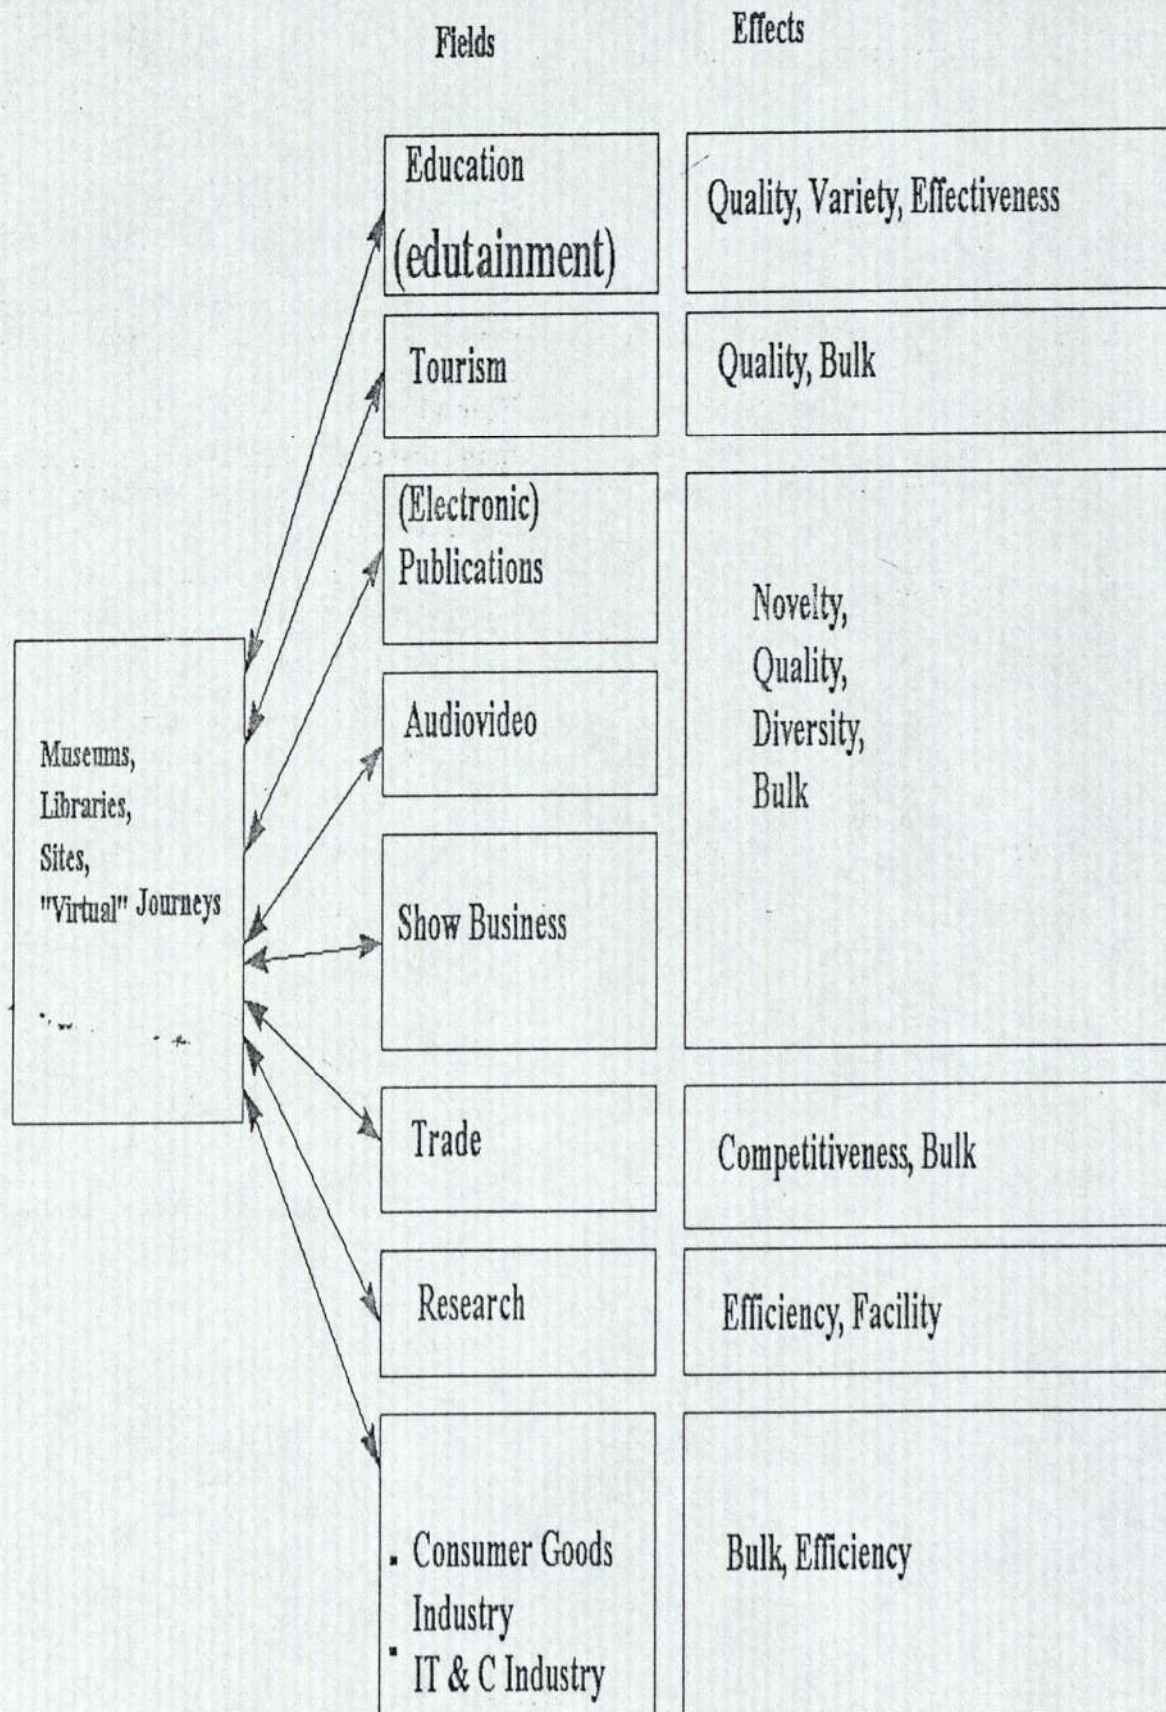 Fields
Effects
Education
(edutainment)
Quality, Variety, Effectiveness
Tourism
Quality, Bulk
(Electronic)
Publications
Audiovideo
Show Business
Novelty,
Quality,
Diversity,
Bulk
Museums,
Libraries,
Sites,
"Virtual" Journeys
Trade
Competitiveness, Bulk
Research
Efficiency, Facility
▪ Consumer Goods
Industry
▪ IT & C Industry
Bulk, Efficiency